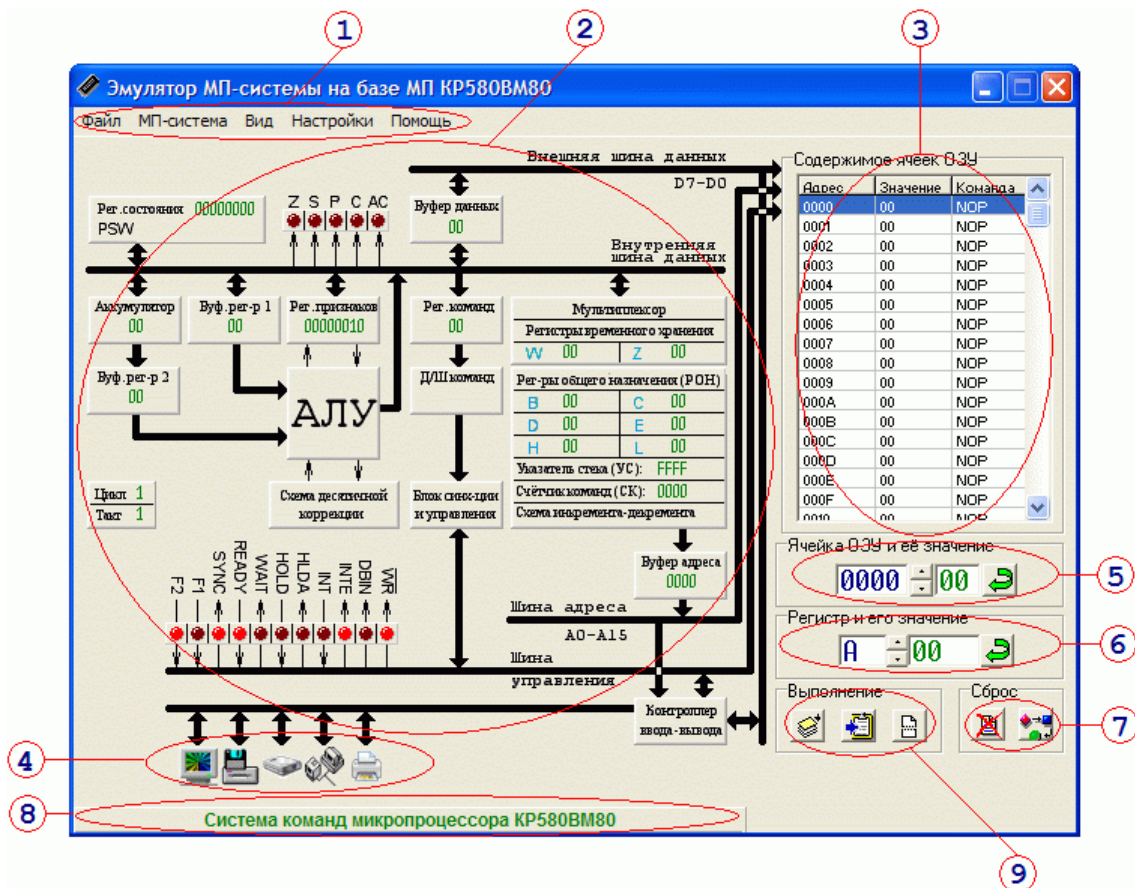 1
2
3
Эмулятор МП-системы на базе МП КР580ВМ80
Файл МП-система Вид Настройки Помощь
Внешняя шина данных
D7-D0
Рег.состояния 00000000
PSW
Z S P C AC
Буфер данных
00
Внутренняя
шина данных
Аккумулятор
00
Буф.рег-р 1
00
Рег.признаков
00000010
Рег.команд
00
Мультиплексор
Регистры временного хранения
W 00 Z 00
Буф.рег-р 2
00
АЛУ
Д/Ш команд
Рег-ры общего назначения (РОН)
B 00 C 00
D 00 E 00
H 00 L 00
Указатель стека (УС): FFFF
Счётчик команд (СК): 0000
Схема инкремента-декремента
Цикл 1
Такт 1
Схема десятичной
коррекции
Блок синх-ции
и управления
Буфер адреса
0000
F2 F1 SYNC READY WAIT HOLD HLDA INT INTE DBIN WR
Шина адреса
A0-A15
Шина
управления
Контроллер
ввода-вывода
Содержимое ячеек ОЗУ
Адрес Значение Команда
0000 00 NOP
0001 00 NOP
0002 00 NOP
0003 00 NOP
0004 00 NOP
0005 00 NOP
0006 00 NOP
0007 00 NOP
0008 00 NOP
0009 00 NOP
000A 00 NOP
000B 00 NOP
000C 00 NOP
000D 00 NOP
000E 00 NOP
000F 00 NOP
0010 00 NOP
Ячейка ОЗУ и её значение
0000 00
5
Регистр и его значение
A 00
6
Выполнение
Сброс
7
4
8
Система команд микропроцессора КР580ВМ80
9